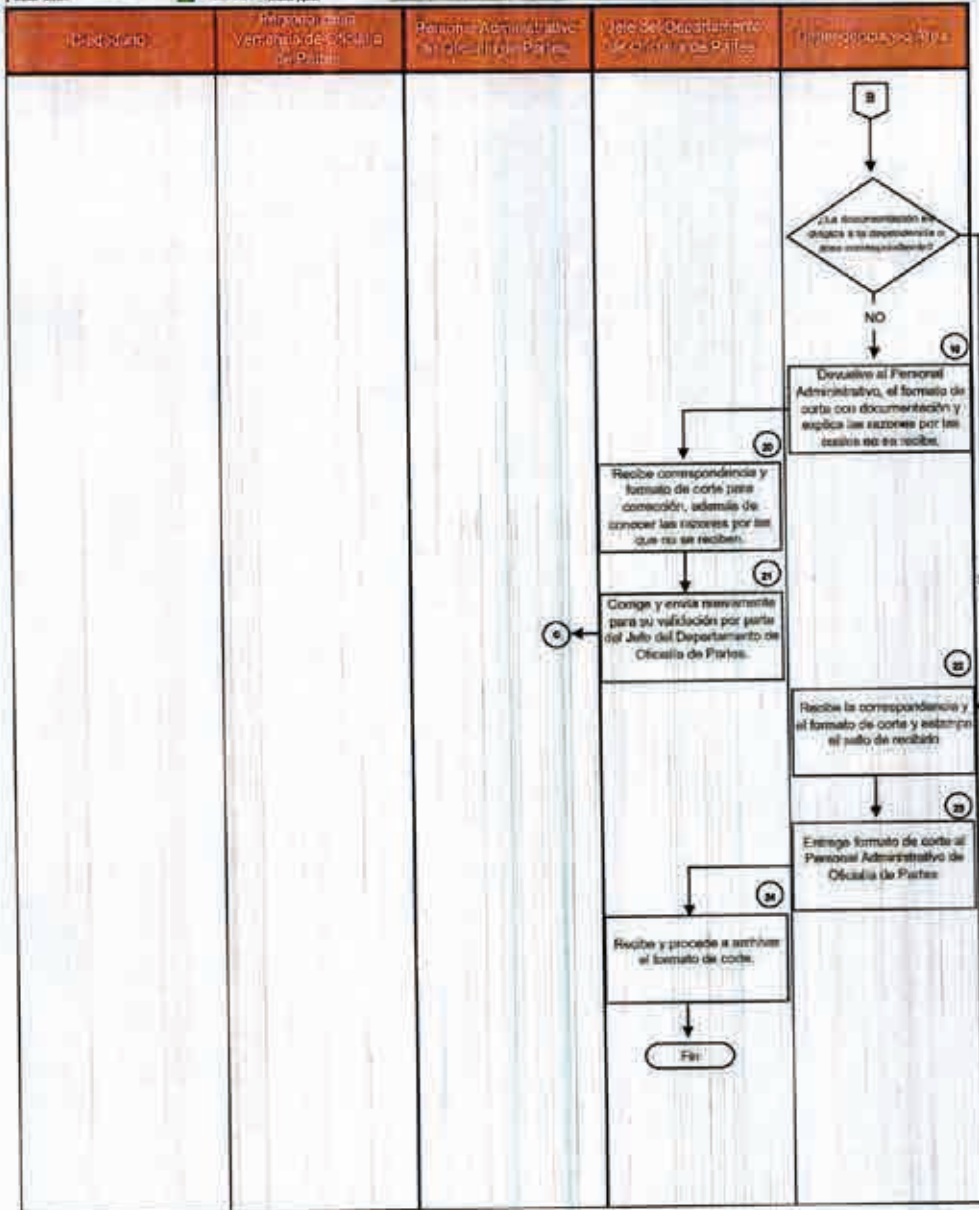 Ventanilla de Oficialía
de Partes
Personal Administrativo
de Oficialía de Partes
Jefe del Departamento
de Oficialía de Partes
B
¿La documentación es
dirigida a la dependencia o
área correspondiente?
NO
Devuelve al Personal
Administrativo, el formato de
corte con documentación y
explica las razones por las
cuales no se recibe.
20
Recibe correspondencia y
formato de corte para
corrección, además de
conocer las razones por las
que no se reciben.
21
Corrige y envía nuevamente
para su validación por parte
del Jefe del Departamento de
Oficialía de Partes.
22
Recibe la correspondencia y
el formato de corte y estampa
el sello de recibido
23
Entrega formato de corte al
Personal Administrativo de
Oficialía de Partes
24
Recibe y procede a archivar
el formato de corte.
Fin